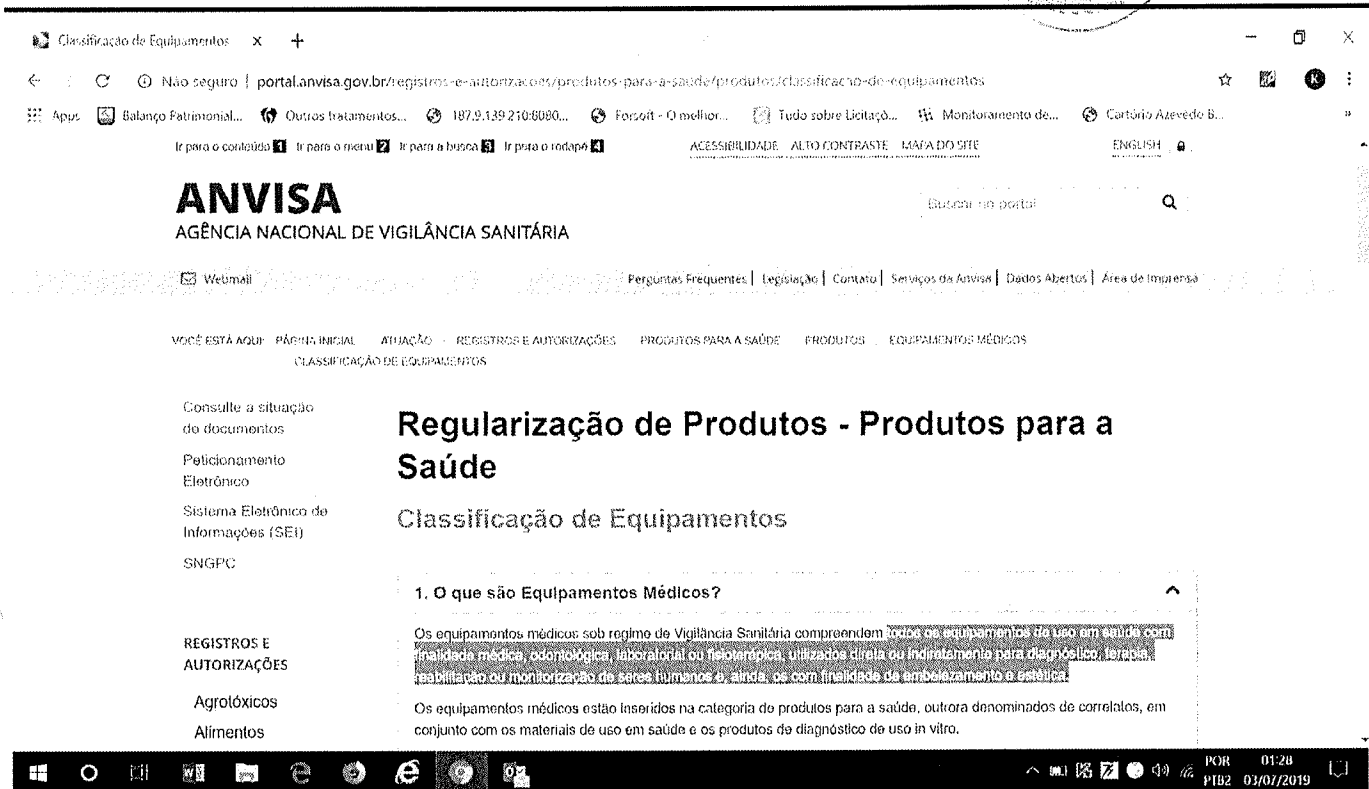 Classificação de Equipamentos x +
Não seguro | portal.anvisa.gov.br/registros-e-autorizacoes/produtos-para-a-saude/produtos/classificacao-de-equipamentos
Apps Balanço Patrimonial... Outros tratamentos... 187.9.139.210:8080... Forsoft - O melhor... Tudo sobre Licitaçõ... Monitoramento de... Cartório Azevêdo B... »
Ir para o conteúdo 1 Ir para o menu 2 Ir para a busca 3 Ir para o rodapé 4 ACESSIBILIDADE ALTO CONTRASTE MAPA DO SITE ENGLISH
ANVISA
AGÊNCIA NACIONAL DE VIGILÂNCIA SANITÁRIA
Buscar no portal
Webmail
Perguntas Frequentes | Legislação | Contato | Serviços da Anvisa | Dados Abertos | Área de Imprensa
VOCÊ ESTÁ AQUI: PÁGINA INICIAL ATUAÇÃO REGISTROS E AUTORIZAÇÕES PRODUTOS PARA A SAÚDE PRODUTOS EQUIPAMENTOS MÉDICOS
CLASSIFICAÇÃO DE EQUIPAMENTOS
Consulte a situação
de documentos
Peticionamento
Eletrônico
Sistema Eletrônico de
Informações (SEI)
SNGPC
REGISTROS E
AUTORIZAÇÕES
Agrotóxicos
Alimentos
Regularização de Produtos - Produtos para a
Saúde
Classificação de Equipamentos
1. O que são Equipamentos Médicos?
Os equipamentos médicos sob regime de Vigilância Sanitária compreendem todos os equipamentos de uso em saúde com
finalidade médica, odontológica, laboratorial ou fisioterápica, utilizados direta ou indiretamente para diagnóstico, terapia,
reabilitação ou monitorização de seres humanos e, ainda, os com finalidade de embelezamento e estética.
Os equipamentos médicos estão inseridos na categoria de produtos para a saúde, outrora denominados de correlatos, em
conjunto com os materiais de uso em saúde e os produtos de diagnóstico de uso in vitro.
POR 01:28
PTB2 03/07/2019